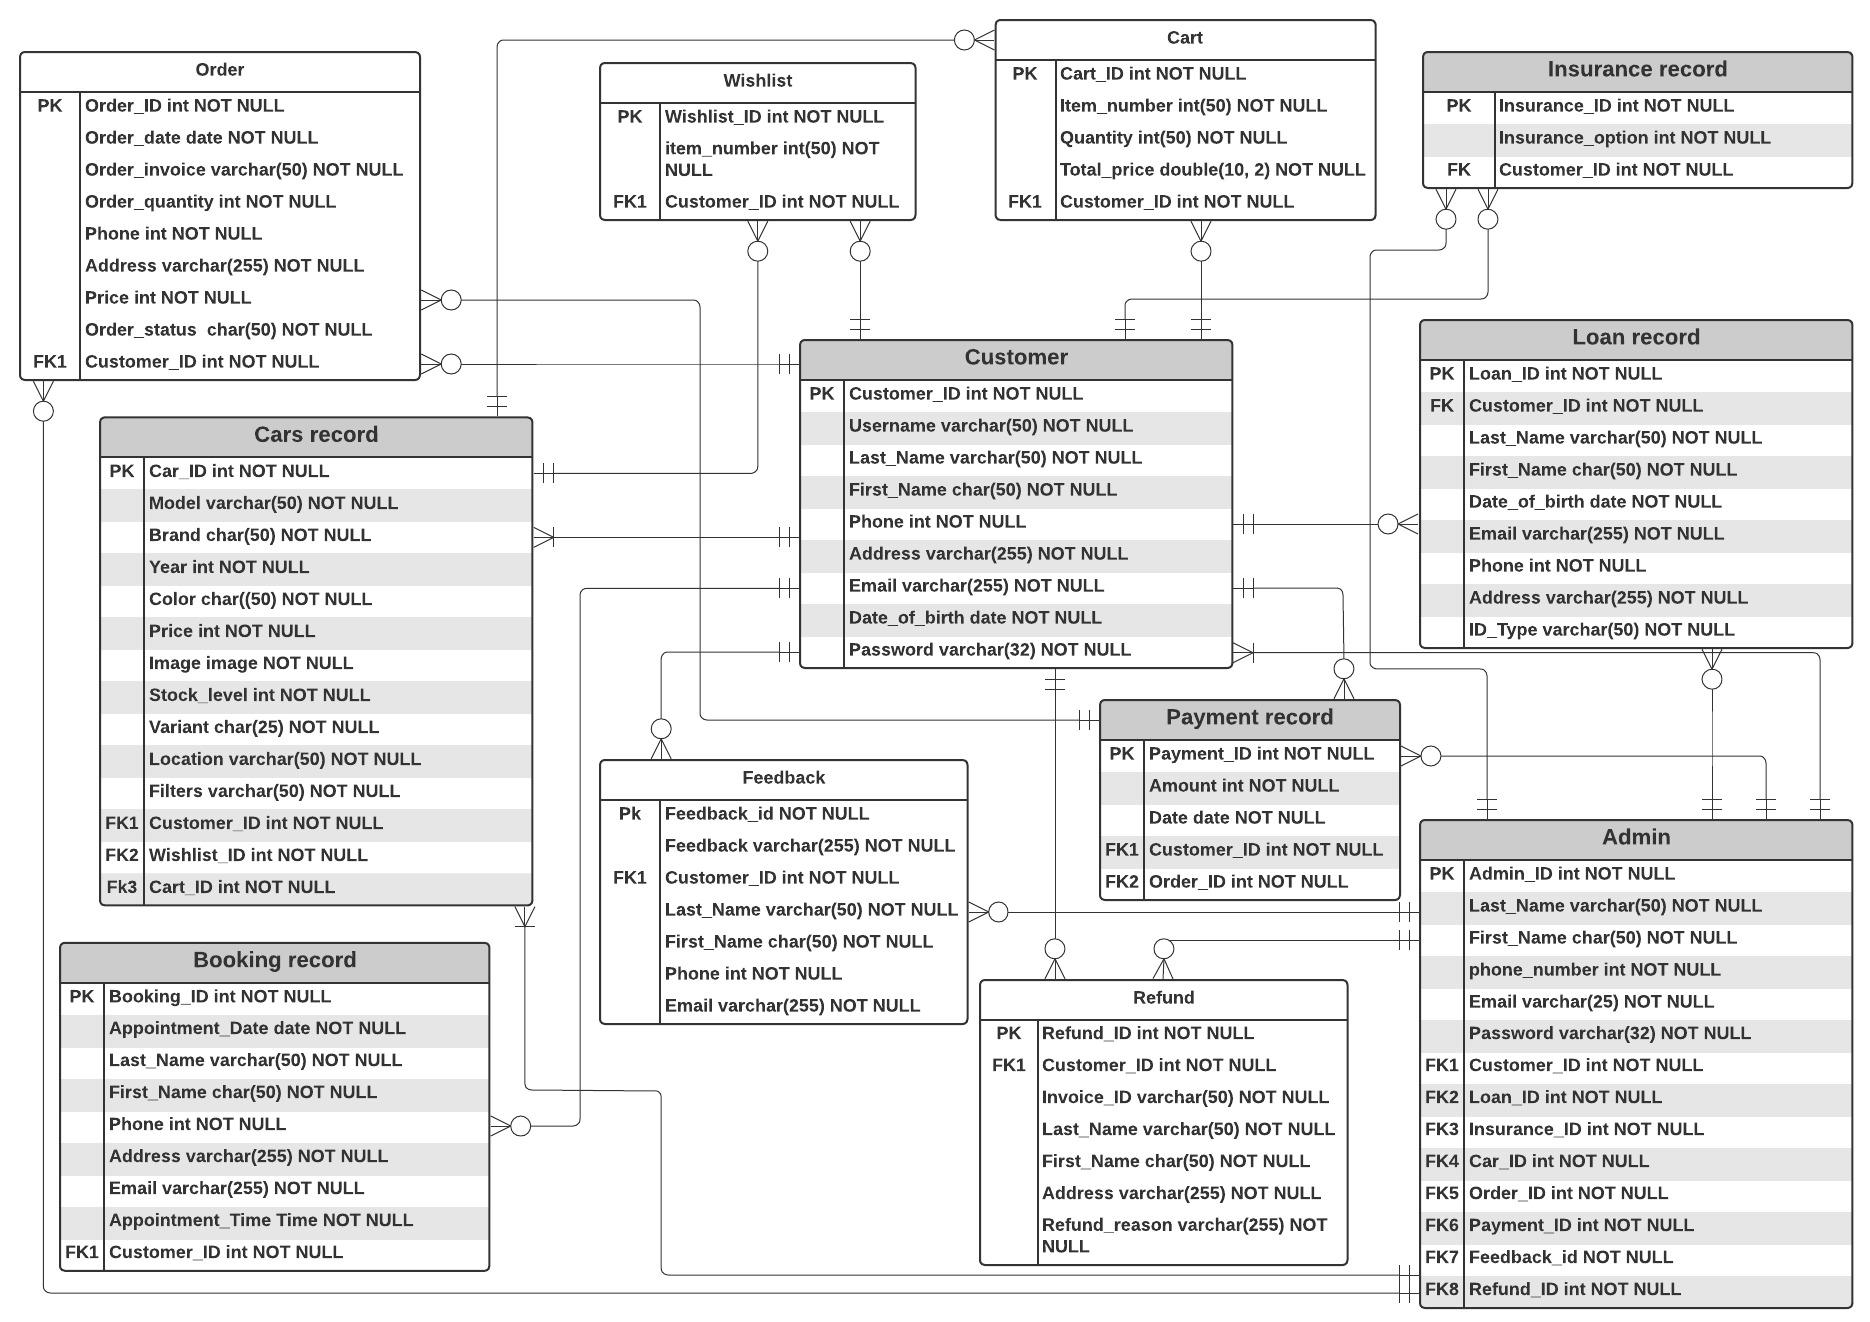 Order
PK Order_ID int NOT NULL
Order_date date NOT NULL
Order_invoice varchar(50) NOT NULL
Order_quantity int NOT NULL
Phone int NOT NULL
Address varchar(255) NOT NULL
Price int NOT NULL
Order_status  char(50) NOT NULL
FK1 Customer_ID int NOT NULL
Wishlist
PK Wishlist_ID int NOT NULL
item_number int(50) NOT
NULL
FK1 Customer_ID int NOT NULL
Cart
PK Cart_ID int NOT NULL
Item_number int(50) NOT NULL
Quantity int(50) NOT NULL
Total_price double(10, 2) NOT NULL
FK1 Customer_ID int NOT NULL
Insurance record
PK Insurance_ID int NOT NULL
Insurance_option int NOT NULL
FK Customer_ID int NOT NULL
Customer
PK Customer_ID int NOT NULL
Username varchar(50) NOT NULL
Last_Name varchar(50) NOT NULL
First_Name char(50) NOT NULL
Phone int NOT NULL
Address varchar(255) NOT NULL
Email varchar(255) NOT NULL
Date_of_birth date NOT NULL
Password varchar(32) NOT NULL
Loan record
PK Loan_ID int NOT NULL
FK Customer_ID int NOT NULL
Last_Name varchar(50) NOT NULL
First_Name char(50) NOT NULL
Date_of_birth date NOT NULL
Email varchar(255) NOT NULL
Phone int NOT NULL
Address varchar(255) NOT NULL
ID_Type varchar(50) NOT NULL
Cars record
PK Car_ID int NOT NULL
Model varchar(50) NOT NULL
Brand char(50) NOT NULL
Year int NOT NULL
Color char((50) NOT NULL
Price int NOT NULL
Image image NOT NULL
Stock_level int NOT NULL
Variant char(25) NOT NULL
Location varchar(50) NOT NULL
Filters varchar(50) NOT NULL
FK1 Customer_ID int NOT NULL
FK2 Wishlist_ID int NOT NULL
Fk3 Cart_ID int NOT NULL
Payment record
PK Payment_ID int NOT NULL
Amount int NOT NULL
Date date NOT NULL
FK1 Customer_ID int NOT NULL
FK2 Order_ID int NOT NULL
Feedback
Pk Feedback_id NOT NULL
Feedback varchar(255) NOT NULL
FK1 Customer_ID int NOT NULL
Last_Name varchar(50) NOT NULL
First_Name char(50) NOT NULL
Phone int NOT NULL
Email varchar(255) NOT NULL
Admin
PK Admin_ID int NOT NULL
Last_Name varchar(50) NOT NULL
First_Name char(50) NOT NULL
phone_number int NOT NULL
Email varchar(25) NOT NULL
Password varchar(32) NOT NULL
FK1 Customer_ID int NOT NULL
FK2 Loan_ID int NOT NULL
FK3 Insurance_ID int NOT NULL
FK4 Car_ID int NOT NULL
FK5 Order_ID int NOT NULL
FK6 Payment_ID int NOT NULL
FK7 Feedback_id NOT NULL
FK8 Refund_ID int NOT NULL
Booking record
PK Booking_ID int NOT NULL
Appointment_Date date NOT NULL
Last_Name varchar(50) NOT NULL
First_Name char(50) NOT NULL
Phone int NOT NULL
Address varchar(255) NOT NULL
Email varchar(255) NOT NULL
Appointment_Time Time NOT NULL
FK1 Customer_ID int NOT NULL
Refund
PK Refund_ID int NOT NULL
FK1 Customer_ID int NOT NULL
Invoice_ID varchar(50) NOT NULL
Last_Name varchar(50) NOT NULL
First_Name char(50) NOT NULL
Address varchar(255) NOT NULL
Refund_reason varchar(255) NOT
NULL